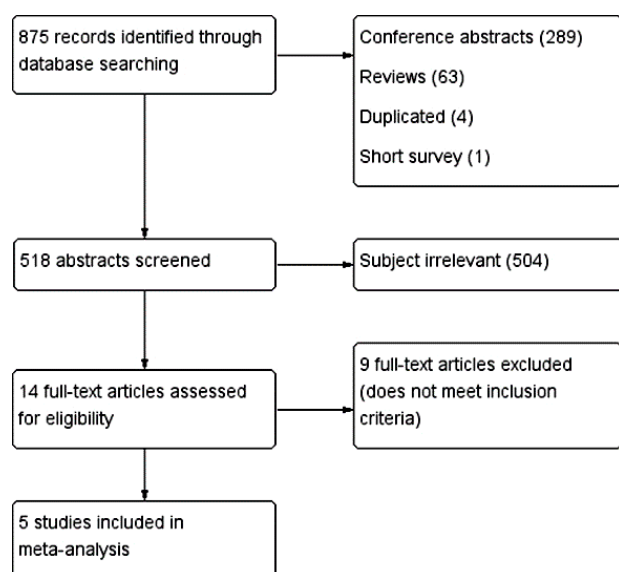 875 records identified through
database searching
Conference abstracts (289)
Reviews (63)
Duplicated (4)
Short survey (1)
518 abstracts screened
Subject irrelevant (504)
14 full-text articles assessed
for eligibility
9 full-text articles excluded
(does not meet inclusion
criteria)
5 studies included in
meta-analysis